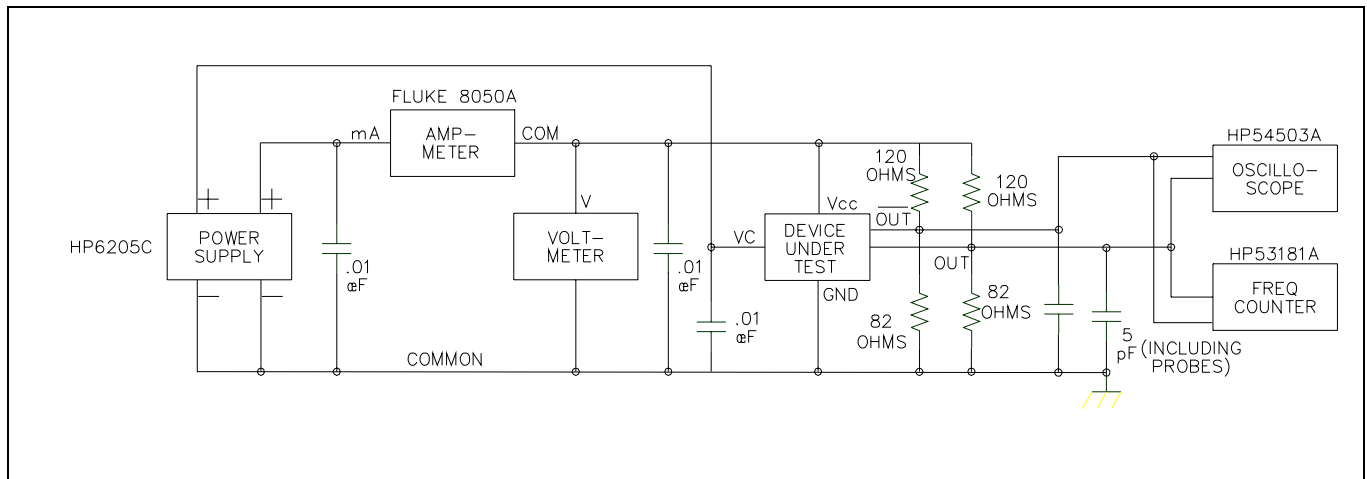 FLUKE 8050A
mA
AMP-
METER
COM
HP6205C
+ +
POWER
SUPPLY
— —
.01
œF
V
VOLT-
METER
.01
œF
.01
œF
COMMON
VC
Vcc
DEVICE
UNDER
TEST
GND
120
OHMS
120
OHMS
OUT
OUT
82
OHMS
82
OHMS
5
pF (INCLUDING
PROBES)
HP54503A
OSCILLO-
SCOPE
HP53181A
FREQ
COUNTER